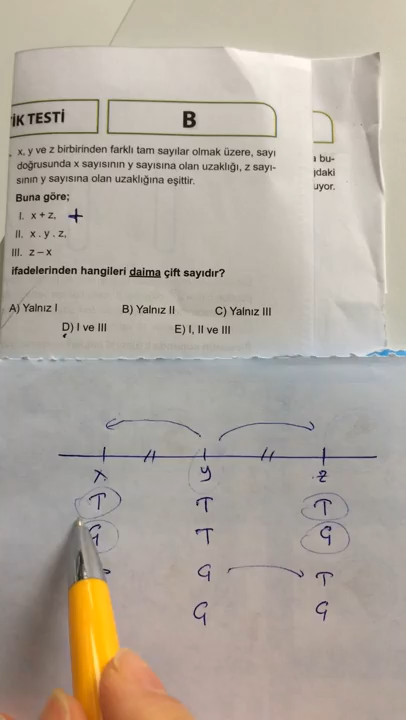 İK TESTİ
B
x, y ve z birbirinden farklı tam sayılar olmak üzere, sayı
doğrusunda x sayısının y sayısına olan uzaklığı, z sayı-
sının y sayısına olan uzaklığına eşittir.
Buna göre;
I. x + z, +
II. x . y . z,
III. z – x
ifadelerinden hangileri daima çift sayıdır?
A) Yalnız I B) Yalnız II C) Yalnız III
D) I ve III E) I, II ve III
bu-
daki
uyor.
x y z
T T T
G T G
G T
G G